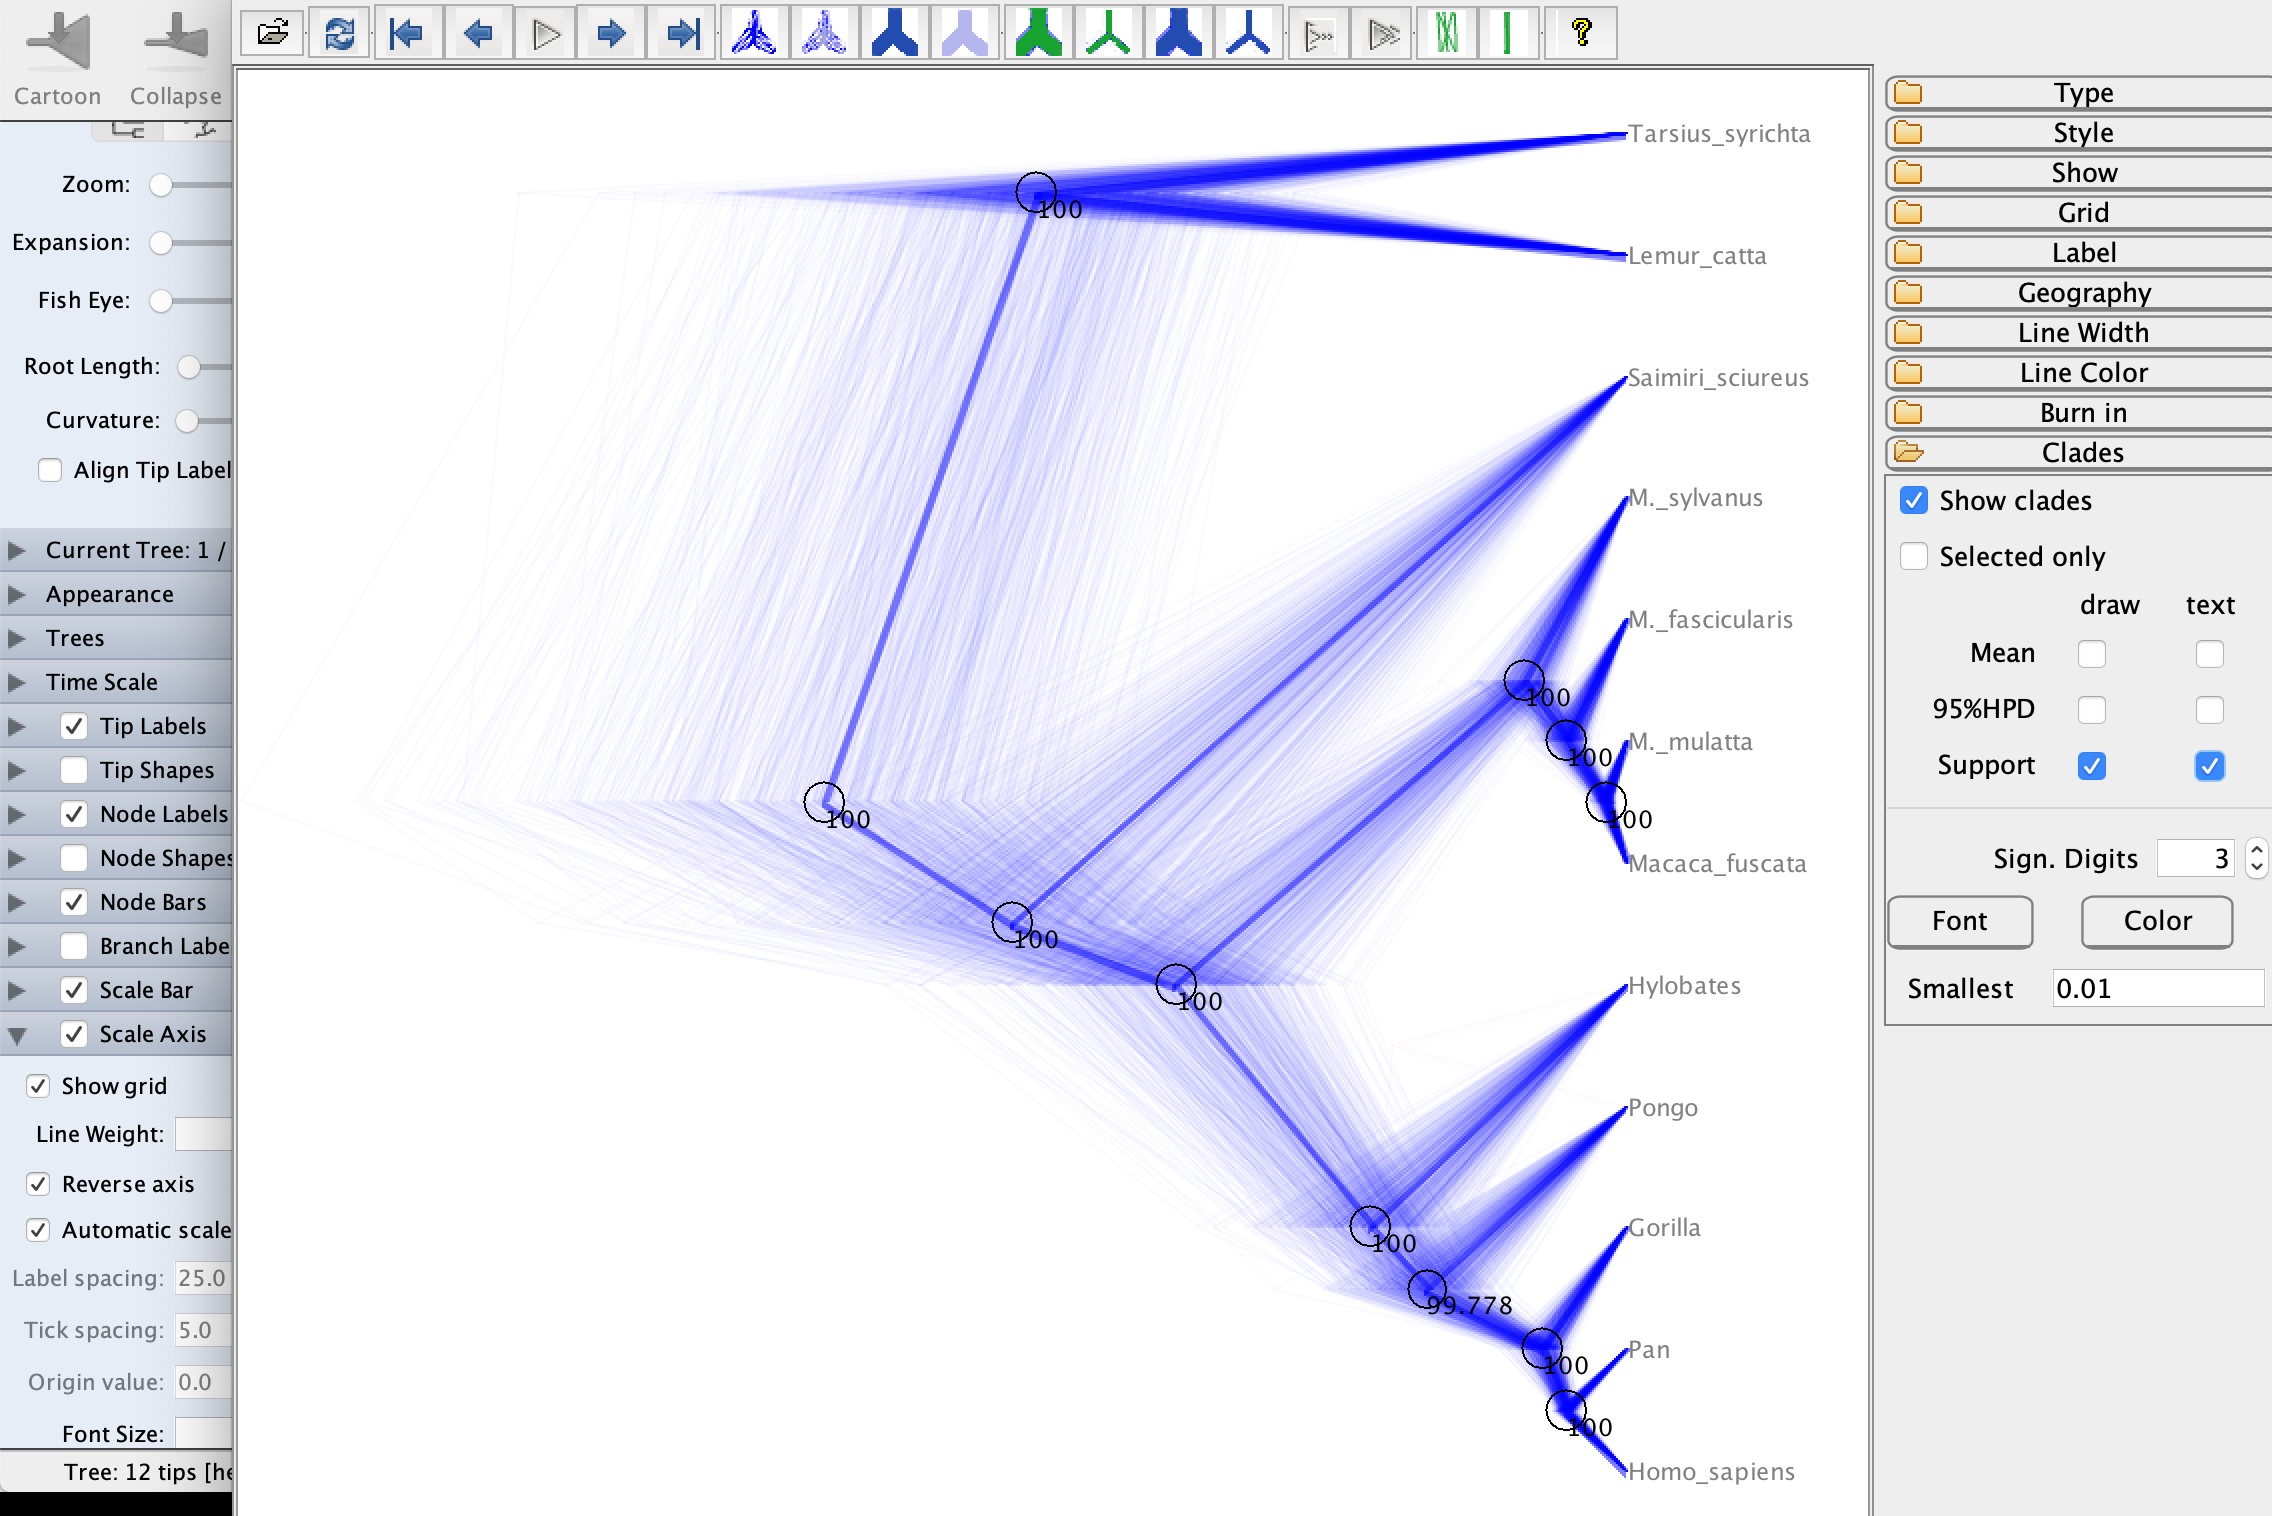 Cartoon
Collapse
Zoom:
Expansion:
Fish Eye:
Root Length:
Curvature:
Align Tip Label
Current Tree: 1 /
Appearance
Trees
Time Scale
Tip Labels
Tip Shapes
Node Labels
Node Shapes
Node Bars
Branch Labe
Scale Bar
Scale Axis
Show grid
Line Weight:
Reverse axis
Automatic scale
Label spacing: 25.0
Tick spacing: 5.0
Origin value: 0.0
Font Size:
Tree: 12 tips [he
?
Tarsius_syrichta
100
Lemur_catta
Saimiri_sciureus
M._sylvanus
M._fascicularis
100
M._mulatta
100
100
100
Macaca_fuscata
100
Hylobates
100
Pongo
Gorilla
100
99.778
Pan
100
100
Homo_sapiens
Type
Style
Show
Grid
Label
Geography
Line Width
Line Color
Burn in
Clades
Show clades
Selected only
draw text
Mean
95%HPD
Support
Sign. Digits 3
Font Color
Smallest 0.01